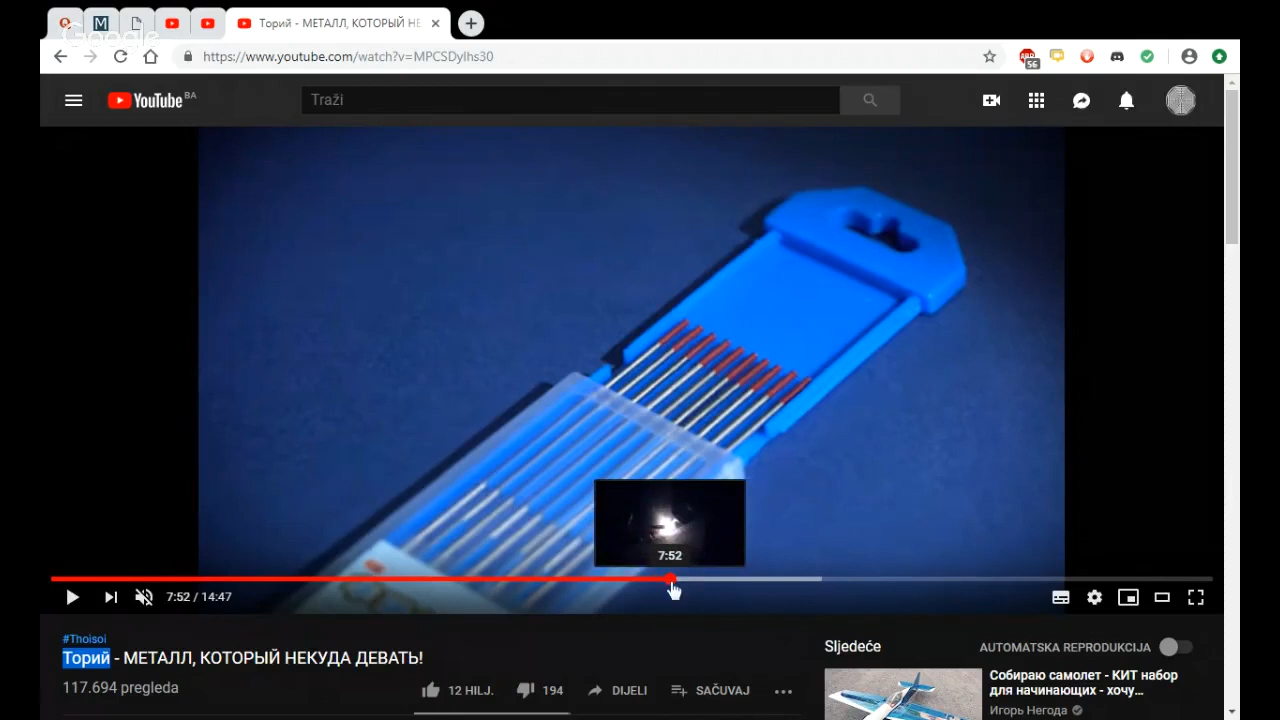 Google
Торий - МЕТАЛЛ, КОТОРЫЙ НЕ
https://www.youtube.com/watch?v=MPCSDylhs30
56
YouTube BA
Traži
7:52
7:52 / 14:47
#Thoisoi
Торий - МЕТАЛЛ, КОТОРЫЙ НЕКУДА ДЕВАТЬ!
117.694 pregleda
12 HILJ.
194
DIJELI
SAČUVAJ
Sljedeće
AUTOMATSKA REPRODUKCIJA
Собираю самолет - КИТ набор
для начинающих - хочу...
Игорь Негода